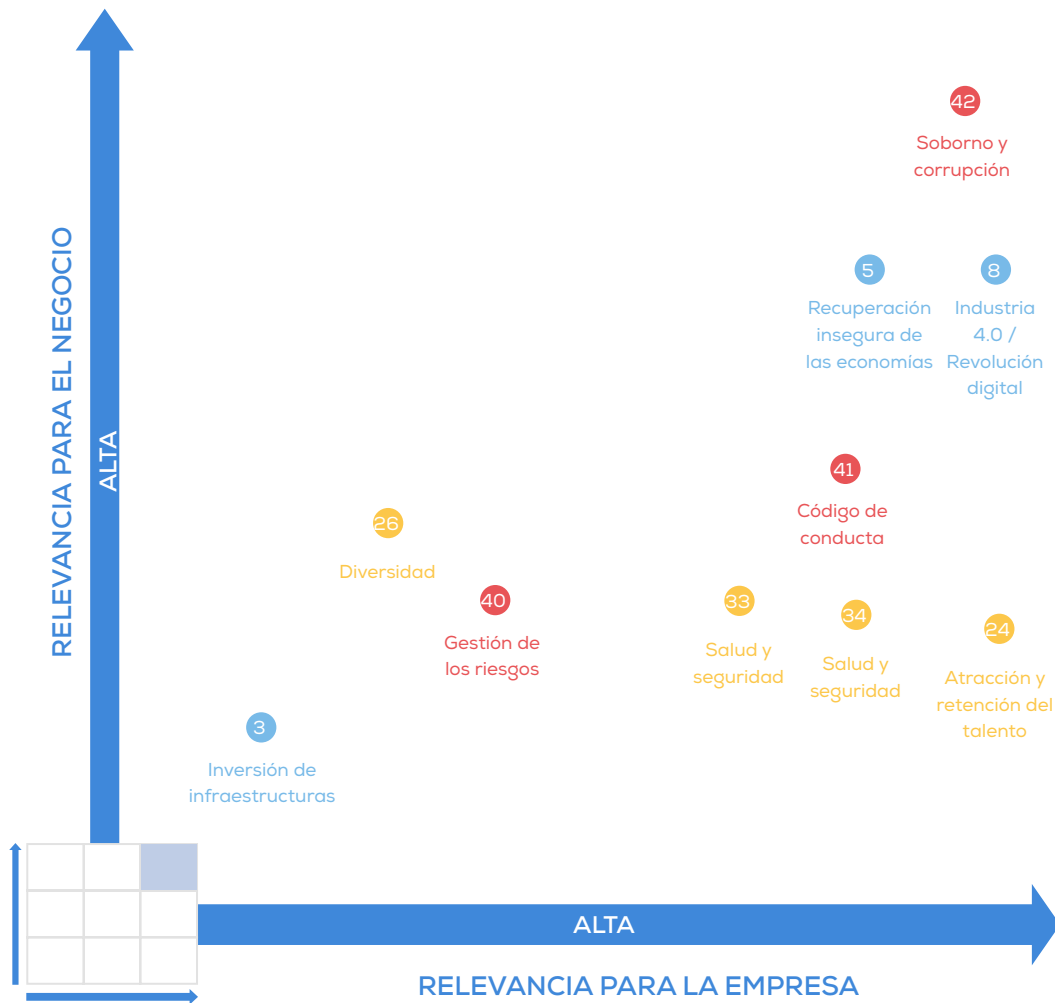 42
Soborno y
corrupción
5
Recuperación
insegura de
las economías
8
Industria
4.0 /
Revolución
digital
RELEVANCIA PARA EL NEGOCIO
ALTA
41
Código de
conducta
26
Diversidad
40
Gestión de
los riesgos
33
Salud y
seguridad
34
Salud y
seguridad
24
Atracción y
retención del
talento
3
Inversión de
infraestructuras
ALTA
RELEVANCIA PARA LA EMPRESA